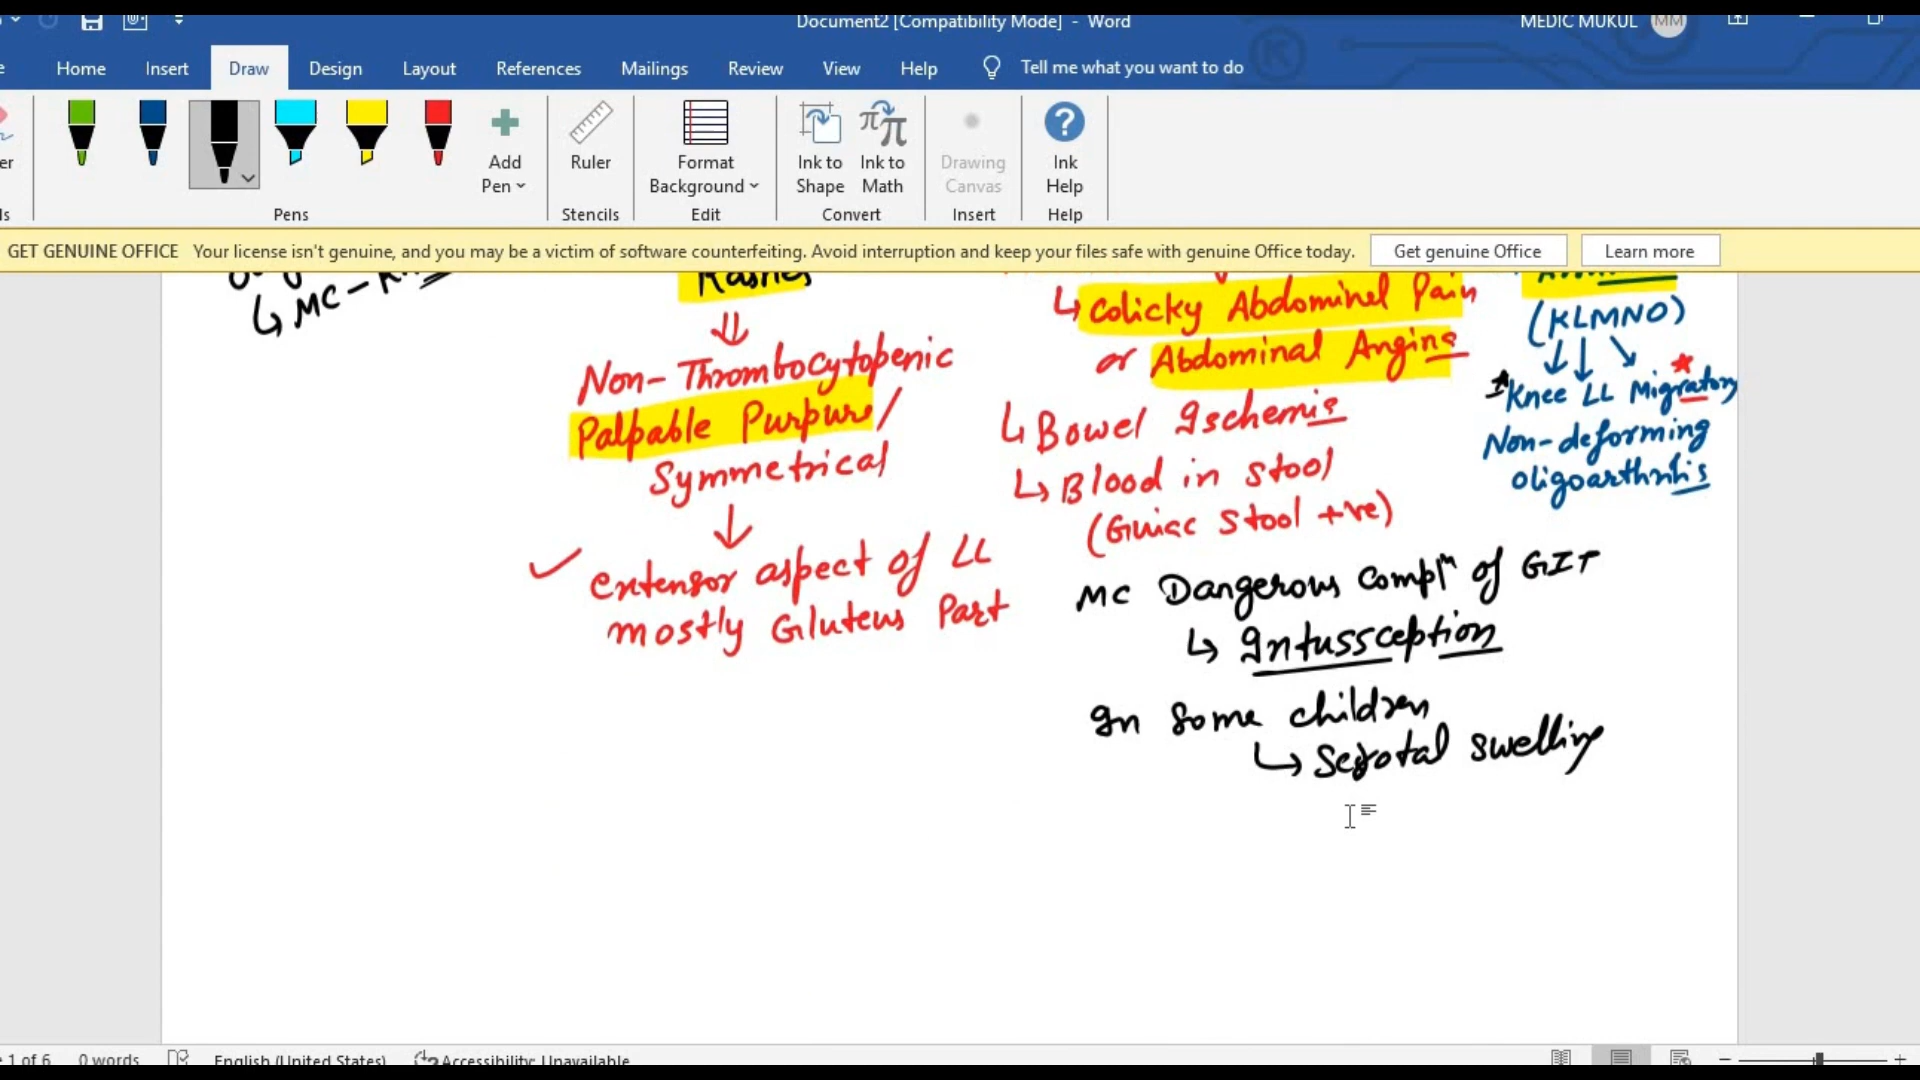 Document2 [Compatibility Mode] - Word
MEDIC MUKUL MM
Home Insert Draw Design Layout References Mailings Review View Help Tell me what you want to do
Add Pen
Ruler
Format Background
Ink to Shape
Ink to Math
Drawing Canvas
Ink Help
Pens Stencils Edit Convert Insert Help
GET GENUINE OFFICE Your license isn't genuine, and you may be a victim of software counterfeiting. Avoid interruption and keep your files safe with genuine Office today. Get genuine Office Learn more
↳ MC -
Rashes
⇓
Non-Thrombocytopenic
Palpable Purpura /
Symmetrical
↓
✓ extensor aspect of LL
mostly Gluteus Part
↳ Colicky Abdominal Pain
or Abdominal Angina
↳ Bowel Ischemia
↳ Blood in stool
(Guiac stool +ve)
MC Dangerous compln of GIT
↳ Intussception
In some children
↳ Scrotal swelling
(KLMNO)
Knee LL Migratory
Non-deforming
oligoarthritis
1 of 6 0 words English (United States) Accessibility: Unavailable